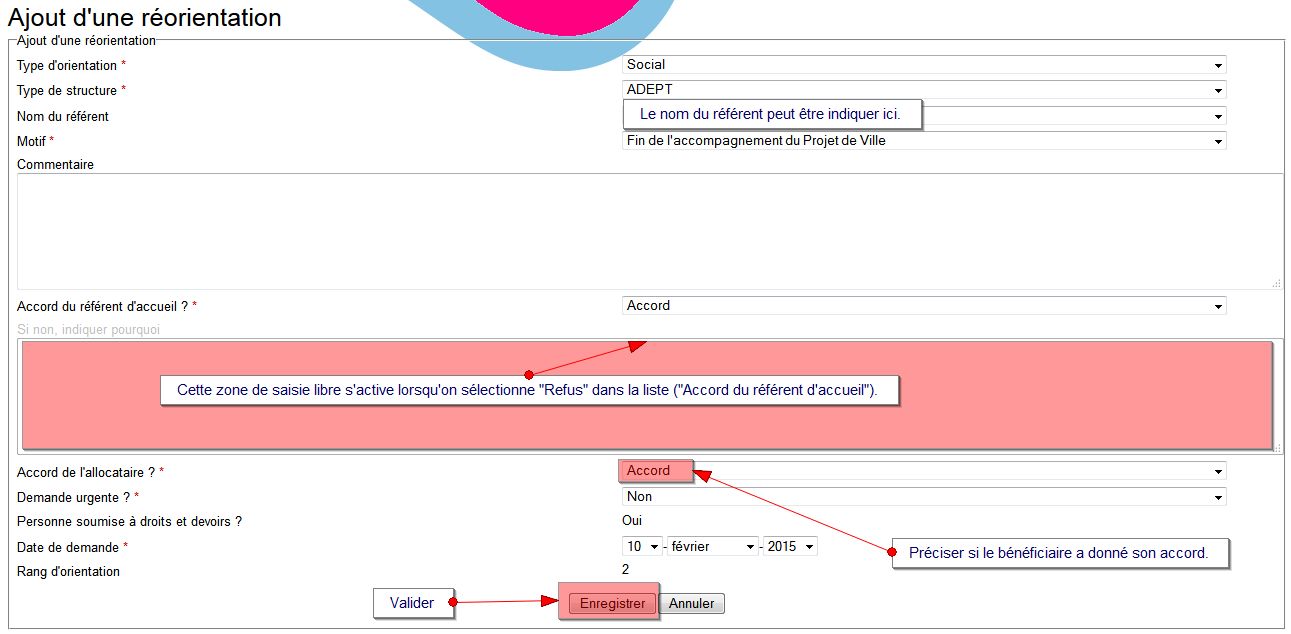 Ajout d'une réorientation
Ajout d'une réorientation
Type d'orientation * Social
Type de structure * ADEPT
Nom du référent Le nom du référent peut être indiquer ici.
Motif * Fin de l'accompagnement du Projet de Ville
Commentaire
Accord du référent d'accueil ? * Accord
Si non, indiquer pourquoi
Cette zone de saisie libre s'active lorsqu'on sélectionne "Refus" dans la liste ("Accord du référent d'accueil").
Accord de l'allocataire ? * Accord
Demande urgente ? * Non
Personne soumise à droits et devoirs ? Oui
Date de demande * 10 - février - 2015
Préciser si le bénéficiaire a donné son accord.
Rang d'orientation 2
Valider Enregistrer Annuler